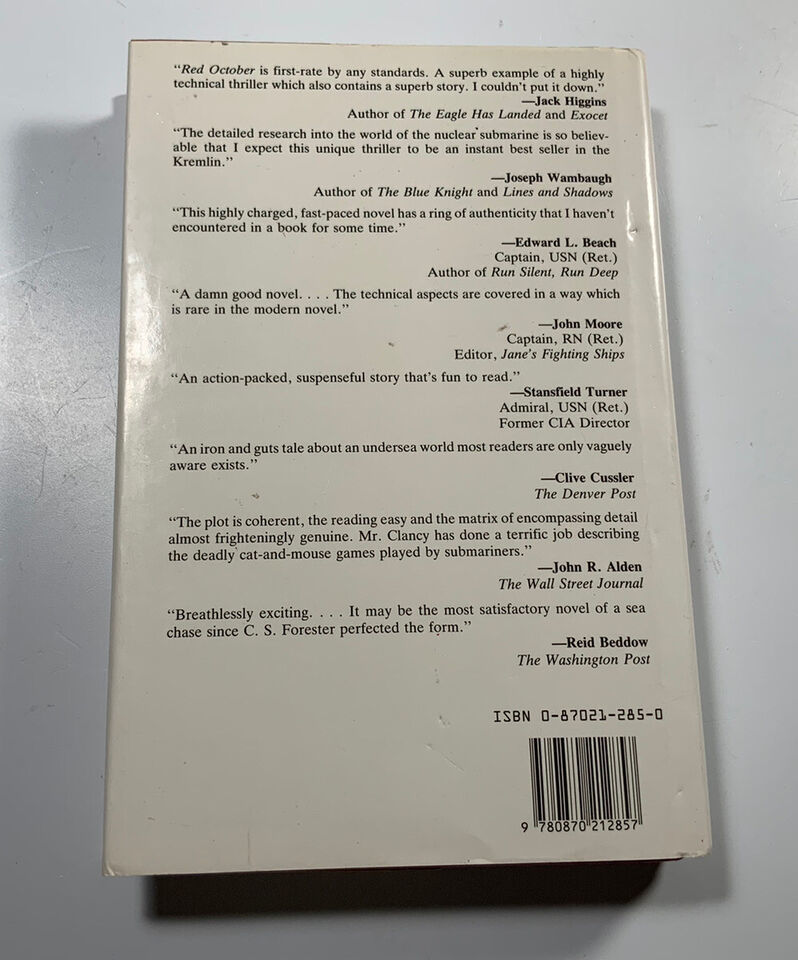 “Red October is first-rate by any standards. A superb example of a highly
technical thriller which also contains a superb story. I couldn’t put it down.”
—Jack Higgins
Author of The Eagle Has Landed and Exocet
“The detailed research into the world of the nuclear submarine is so believ-
able that I expect this unique thriller to be an instant best seller in the
Kremlin.”
—Joseph Wambaugh
Author of The Blue Knight and Lines and Shadows
“This highly charged, fast-paced novel has a ring of authenticity that I haven’t
encountered in a book for some time.”
—Edward L. Beach
Captain, USN (Ret.)
Author of Run Silent, Run Deep
“A damn good novel. . . . The technical aspects are covered in a way which
is rare in the modern novel.”
—John Moore
Captain, RN (Ret.)
Editor, Jane’s Fighting Ships
“An action-packed, suspenseful story that’s fun to read.”
—Stansfield Turner
Admiral, USN (Ret.)
Former CIA Director
“An iron and guts tale about an undersea world most readers are only vaguely
aware exists.”
—Clive Cussler
The Denver Post
“The plot is coherent, the reading easy and the matrix of encompassing detail
almost frighteningly genuine. Mr. Clancy has done a terrific job describing
the deadly cat-and-mouse games played by submariners.”
—John R. Alden
The Wall Street Journal
“Breathlessly exciting. . . . It may be the most satisfactory novel of a sea
chase since C. S. Forester perfected the form.”
—Reid Beddow
The Washington Post
ISBN 0-87021-285-0
9 780870 212857